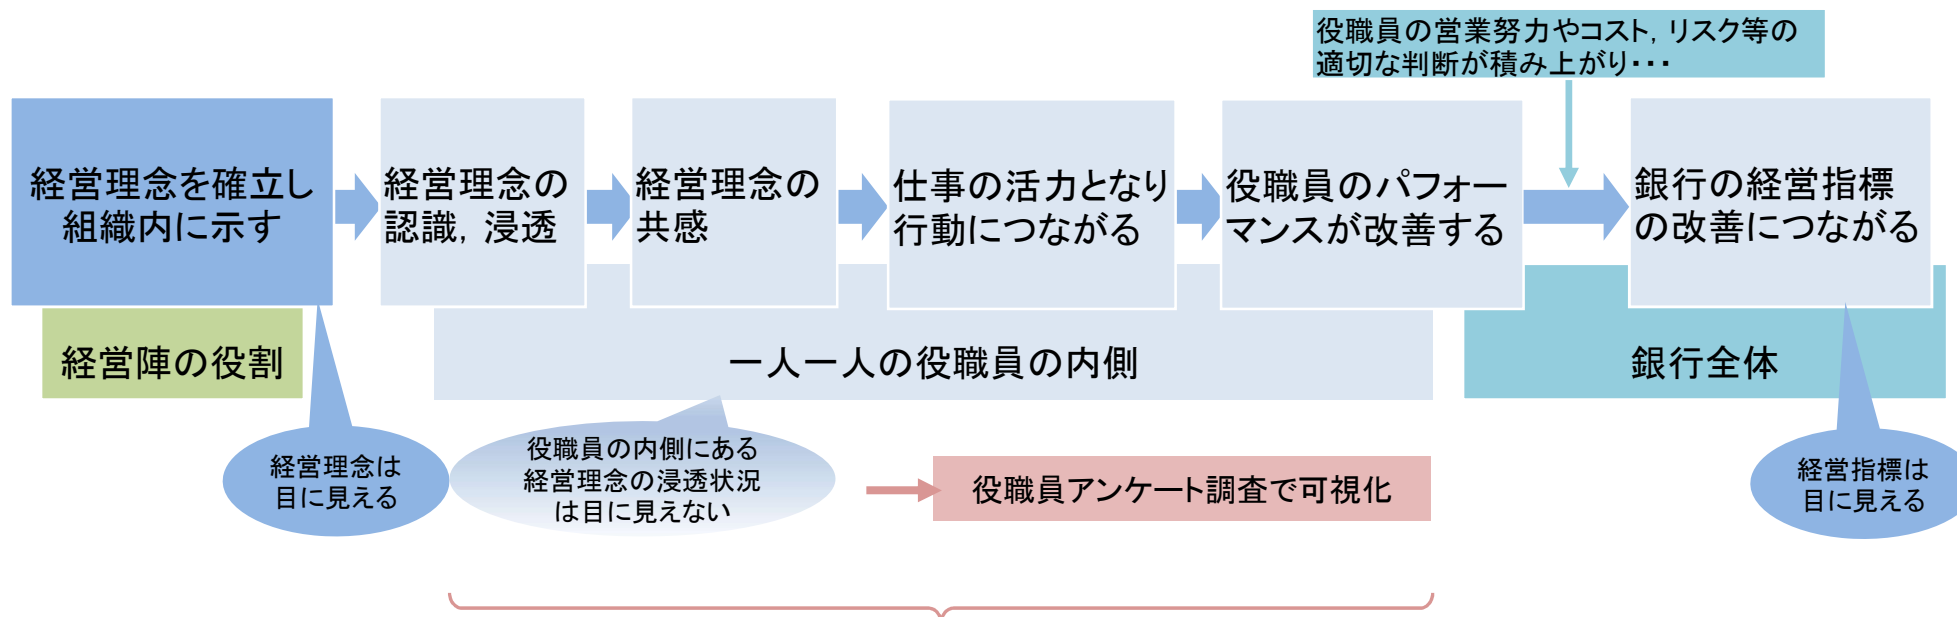 役職員の営業努力やコスト，リスク等の
適切な判断が積み上がり・・・
経営理念を確立し
組織内に示す
経営理念の
認識，浸透
経営理念の
共感
仕事の活力となり
行動につながる
役職員のパフォー
マンスが改善する
銀行の経営指標
の改善につながる
経営陣の役割
一人一人の役職員の内側
銀行全体
経営理念は
目に見える
役職員の内側にある
経営理念の浸透状況
は目に見えない
役職員アンケート調査で可視化
経営指標は
目に見える